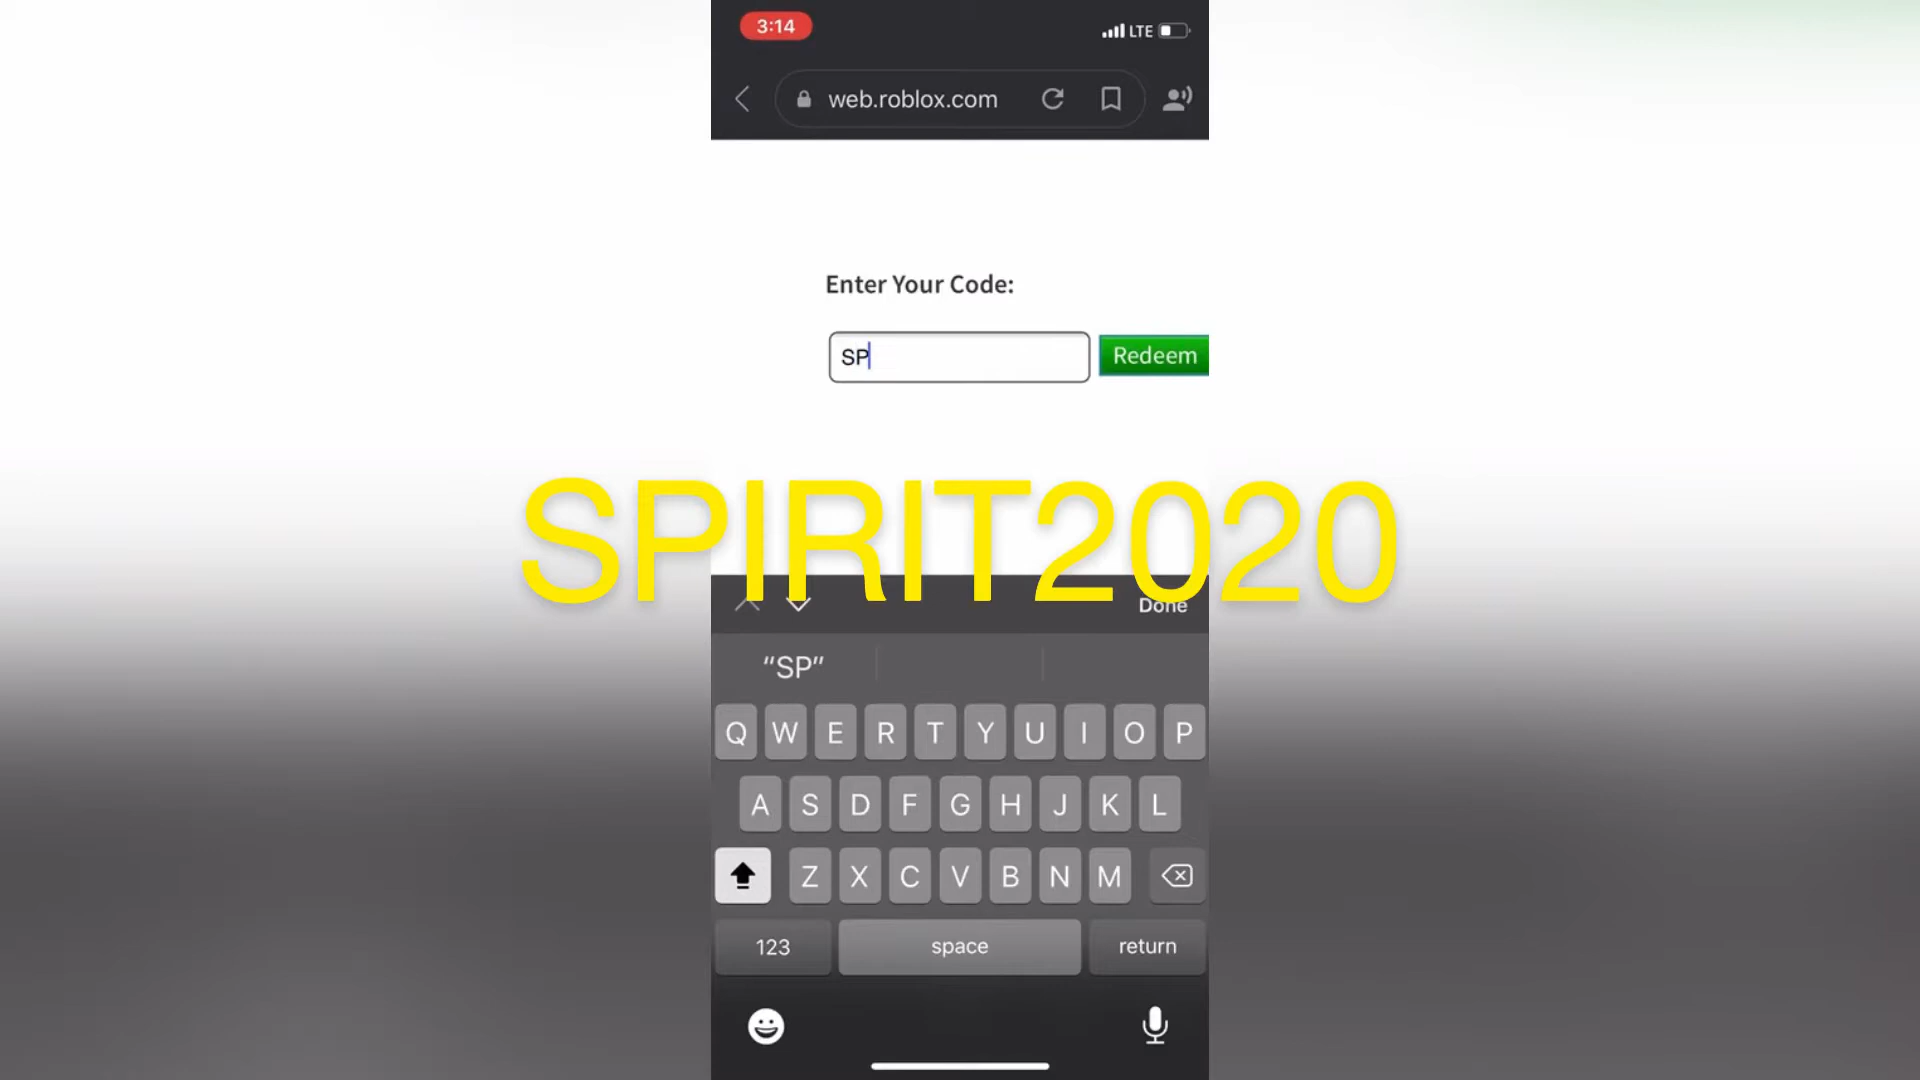 3:14
LTE
web.roblox.com
Enter Your Code:
SP
Redeem
SPIRIT2020
Done
“SP”
Q W E R T Y U I O P
A S D F G H J K L
Z X C V B N M
123 space return